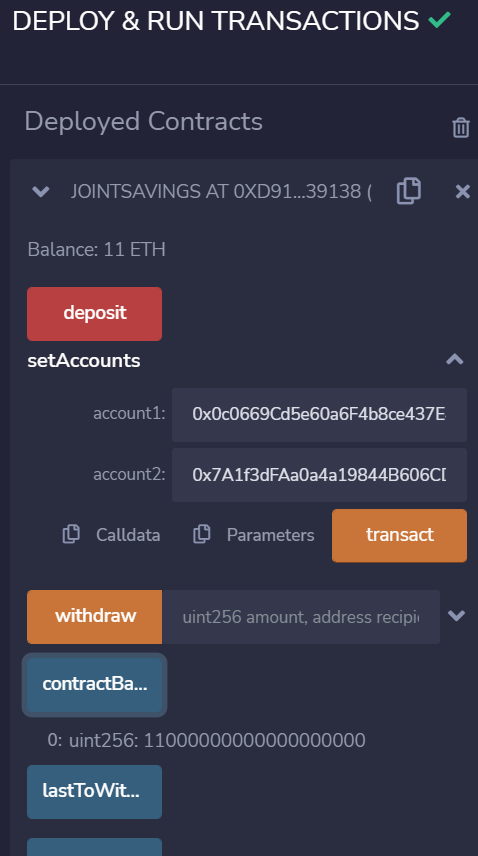 DEPLOY & RUN TRANSACTIONS
Deployed Contracts
JOINTSAVINGS AT 0XD91...39138 (
Balance: 11 ETH
deposit
setAccounts
account1: 0x0c0669Cd5e60a6F4b8ce437E
account2: 0x7A1f3dFAa0a4a19844B606C
Calldata Parameters transact
withdraw uint256 amount, address recipi
contractBa...
0: uint256: 11000000000000000000
lastToWit...